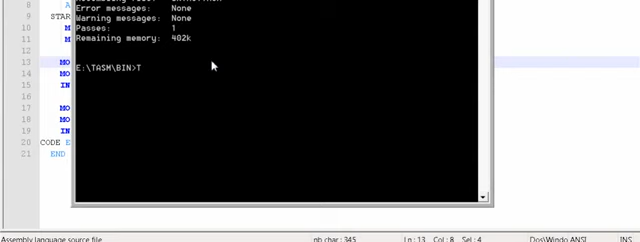 8
9 STAR
10
11
13 MO
14 MO
15 IN
17 MO
18 MO
19 IN
20 CODE E
21 END
Error messages: None
Warning messages: None
Passes: 1
Remaining memory: 402k
E:\TASM\BIN>T
Assembly language source file nb char : 345 Ln : 13 Col : 8 Sel : 4 Dos\Windo ANSI INS